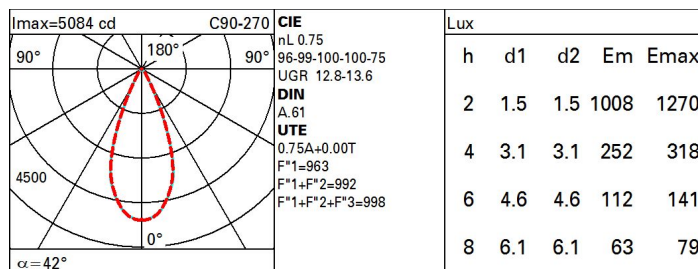 Imax=5084 cd C90-270
90° 180° 90°
4500
0°
α=42°
CIE
nL 0.75
96-99-100-100-75
UGR 12.8-13.6
DIN
A.61
UTE
0.75A+0.00T
F"1=963
F"1+F"2=992
F"1+F"2+F"3=998
Lux
h d1 d2 Em Emax
2 1.5 1.5 1008 1270
4 3.1 3.1 252 318
6 4.6 4.6 112 141
8 6.1 6.1 63 79